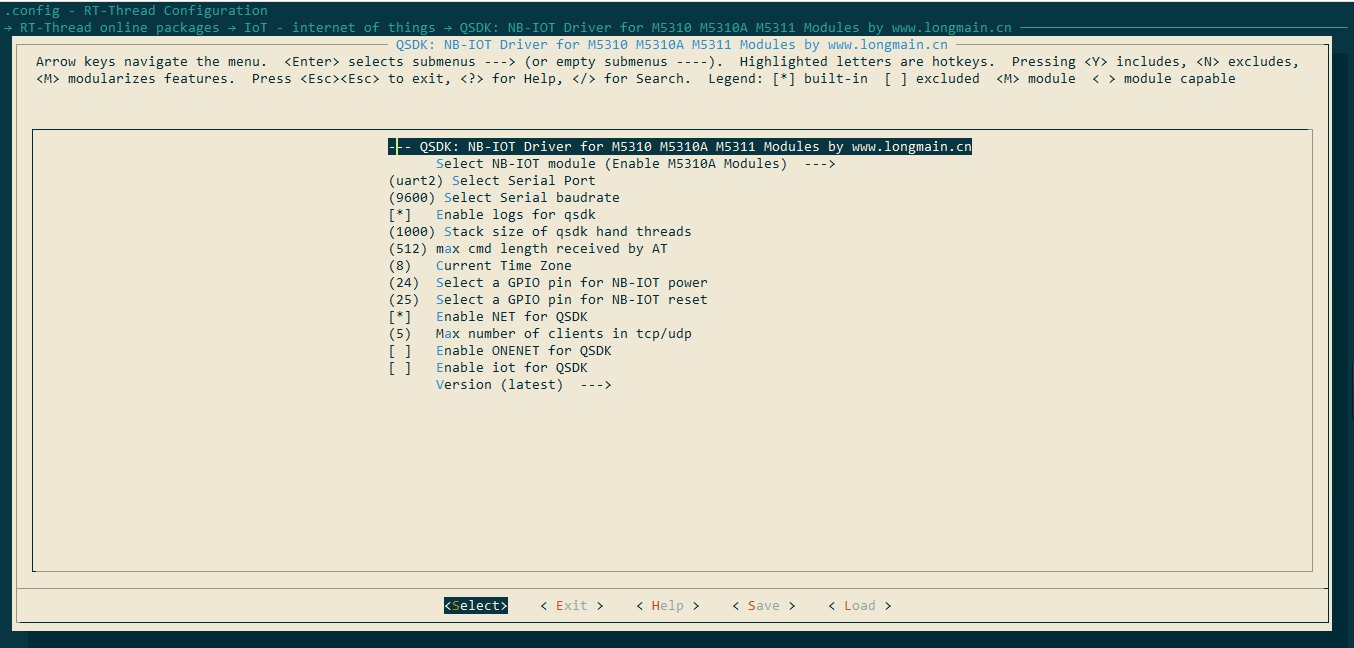 .config - RT-Thread Configuration
→ RT-Thread online packages → IoT - internet of things → QSDK: NB-IOT Driver for M5310 M5310A M5311 Modules by www.longmain.cn
QSDK: NB-IOT Driver for M5310 M5310A M5311 Modules by www.longmain.cn
Arrow keys navigate the menu.  <Enter> selects submenus ---> (or empty submenus ----).  Highlighted letters are hotkeys.  Pressing <Y> includes, <N> excludes,
<M> modularizes features.  Press <Esc><Esc> to exit, <?> for Help, </> for Search.  Legend: [*] built-in  [ ] excluded  <M> module  < > module capable
--- QSDK: NB-IOT Driver for M5310 M5310A M5311 Modules by www.longmain.cn
Select NB-IOT module (Enable M5310A Modules)  --->
(uart2) Select Serial Port
(9600) Select Serial baudrate
[*]   Enable logs for qsdk
(1000) Stack size of qsdk hand threads
(512) max cmd length received by AT
(8)   Current Time Zone
(24)  Select a GPIO pin for NB-IOT power
(25)  Select a GPIO pin for NB-IOT reset
[*]   Enable NET for QSDK
(5)   Max number of clients in tcp/udp
[ ]   Enable ONENET for QSDK
[ ]   Enable iot for QSDK
Version (latest)  --->
<Select>    < Exit >    < Help >    < Save >    < Load >